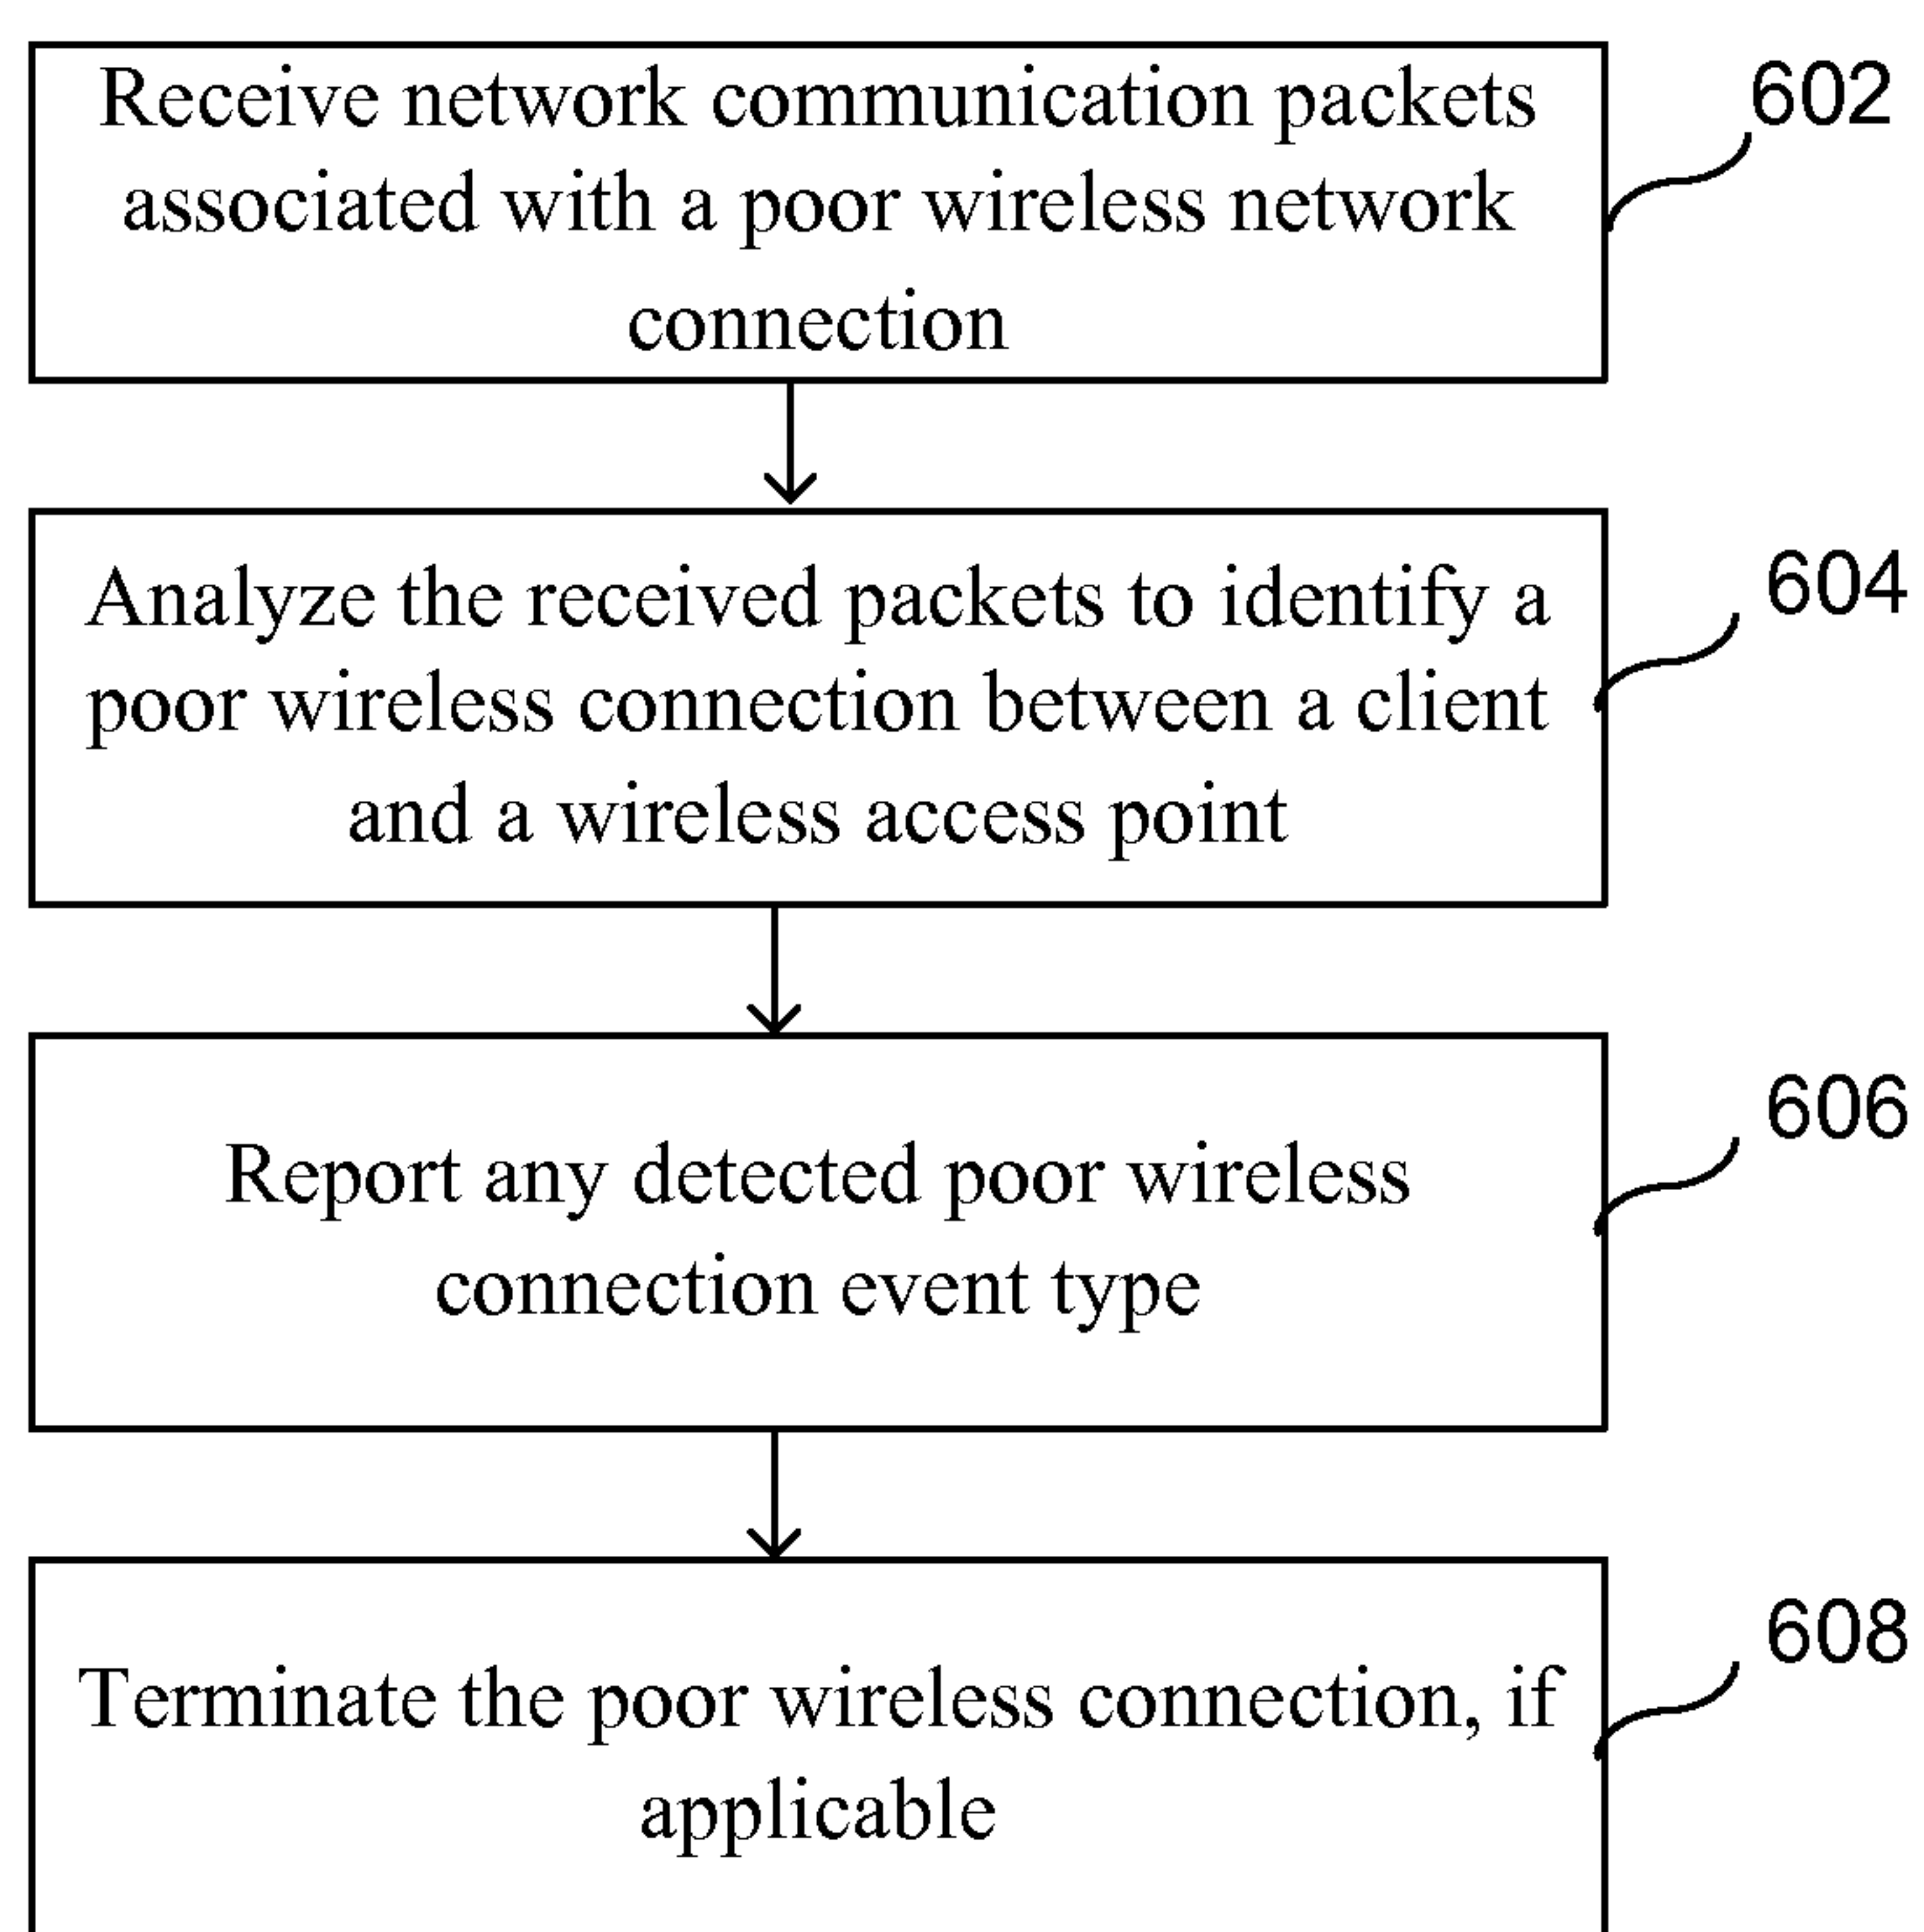 Receive network communication packets
602
associated with a poor wireless network
connection
Analyze the received packets to identify a
604
poor wireless connection between a client
and a wireless access point
606
Report any detected poor wireless
connection event type
608
Terminate the poor wireless connection, if
applicable